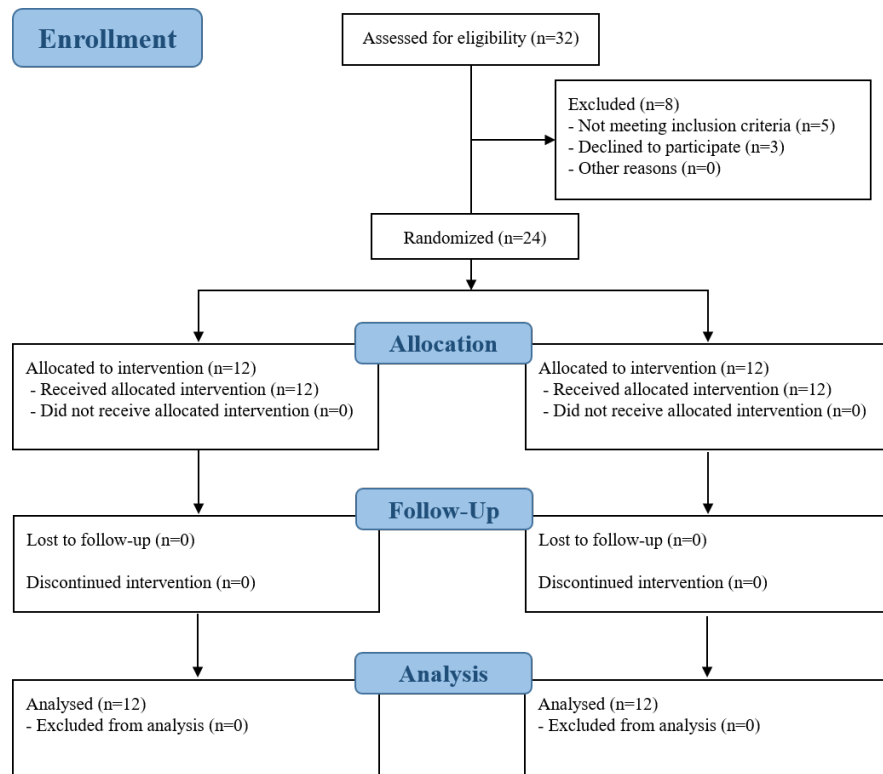 Enrollment
Assessed for eligibility (n=32)
Excluded (n=8)
- Not meeting inclusion criteria (n=5)
- Declined to participate (n=3)
- Other reasons (n=0)
Randomized (n=24)
Allocation
Allocated to intervention (n=12)
- Received allocated intervention (n=12)
- Did not receive allocated intervention (n=0)
Allocated to intervention (n=12)
- Received allocated intervention (n=12)
- Did not receive allocated intervention (n=0)
Follow-Up
Lost to follow-up (n=0)
Discontinued intervention (n=0)
Lost to follow-up (n=0)
Discontinued intervention (n=0)
Analysis
Analysed (n=12)
- Excluded from analysis (n=0)
Analysed (n=12)
- Excluded from analysis (n=0)